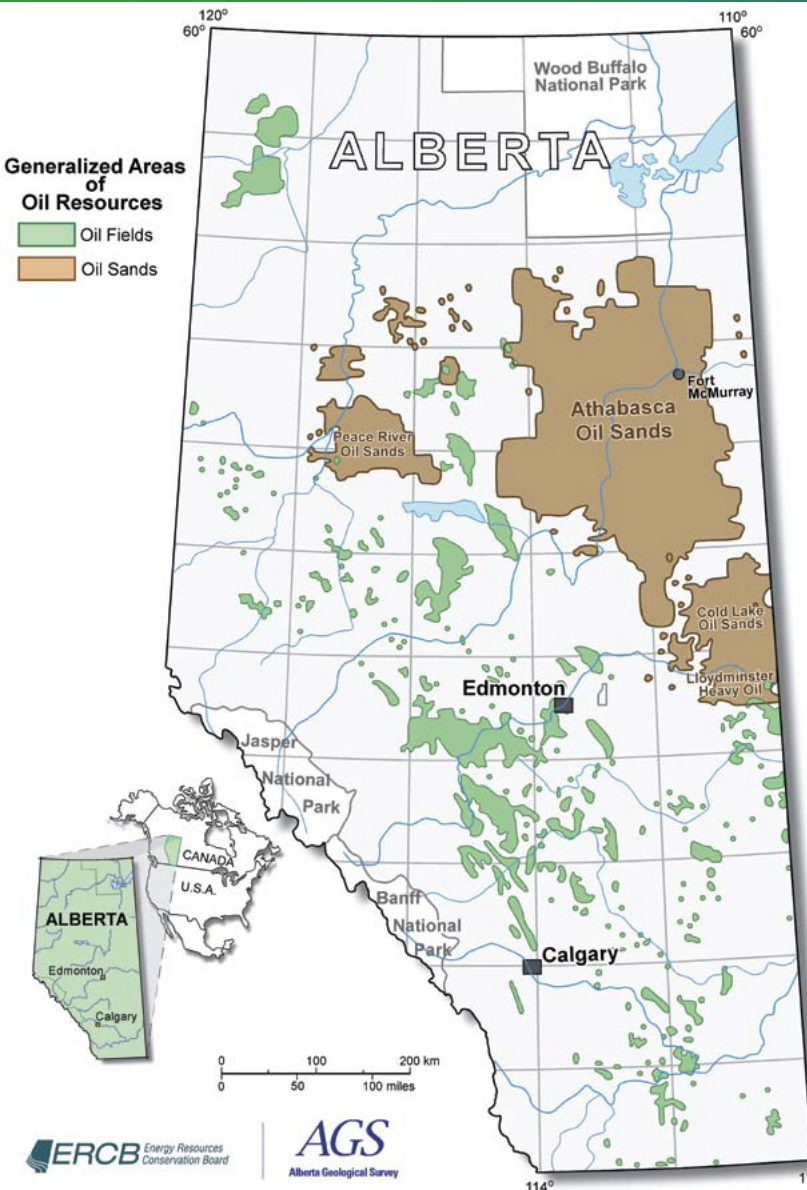 120°
60°
110°
60°
Wood Buffalo
National Park
ALBERTA
Generalized Areas
of
Oil Resources
Oil Fields
Oil Sands
Fort
McMurray
Athabasca
Oil Sands
Peace River
Oil Sands
Cold Lake
Oil Sands
Lloydminster
Heavy Oil
Edmonton
Jasper
National
Park
CANADA
U.S.A.
ALBERTA
Edmonton
Calgary
Banff
National
Park
Calgary
0 100 200 km
0 50 100 miles
ERCB Energy Resources
Conservation Board
AGS
Alberta Geological Survey
114°